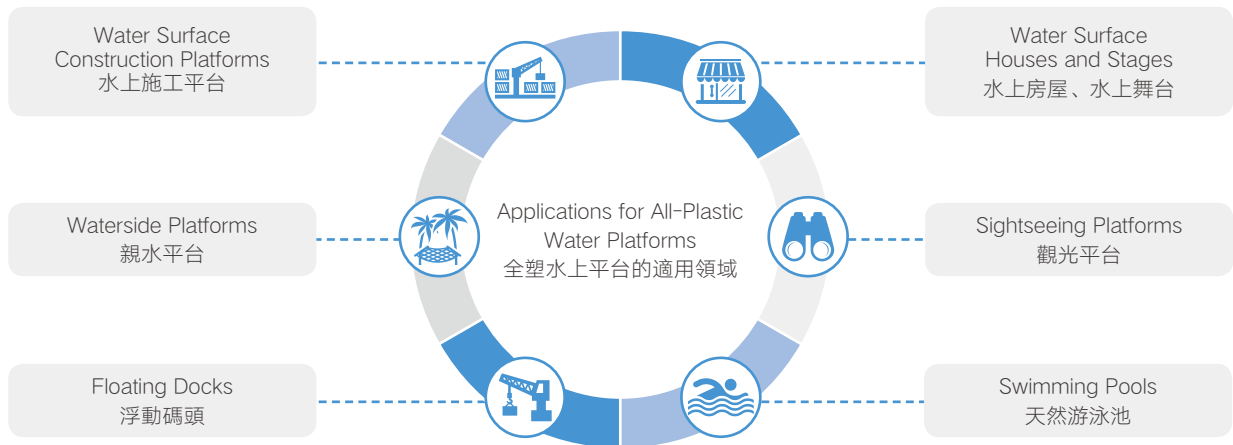 Water Surface
Construction Platforms
水上施工平台
Water Surface
Houses and Stages
水上房屋、水上舞台
Waterside Platforms
親水平台
Applications for All-Plastic
Water Platforms
全塑水上平台的適用領域
Sightseeing Platforms
觀光平台
Floating Docks
浮動碼頭
Swimming Pools
天然游泳池